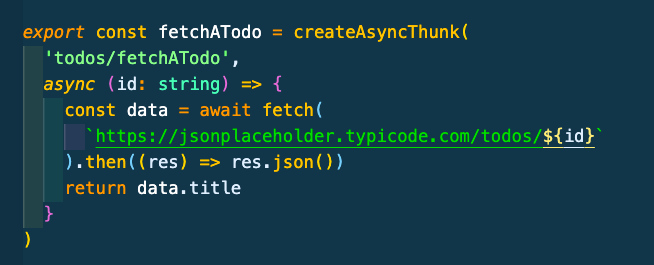 export const fetchATodo = createAsyncThunk(
'todos/fetchATodo',
async (id: string) => {
const data = await fetch(
`https://jsonplaceholder.typicode.com/todos/${id}`
).then((res) => res.json())
return data.title
}
)